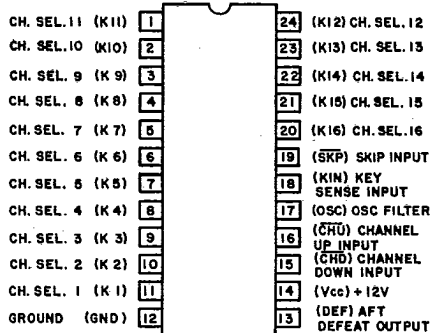 CH. SEL. 11 (K11) 1
CH. SEL. 10 (K10) 2
CH. SEL. 9 (K 9) 3
CH. SEL. 8 (K 8) 4
CH. SEL. 7 (K 7) 5
CH. SEL. 6 (K 6) 6
CH. SEL. 5 (K 5) 7
CH. SEL. 4 (K 4) 8
CH. SEL. 3 (K 3) 9
CH. SEL. 2 (K 2) 10
CH. SEL. 1 (K 1) 11
GROUND (GND) 12
24 (K12) CH. SEL. 12
23 (K13) CH. SEL. 13
22 (K14) CH. SEL. 14
21 (K15) CH. SEL. 15
20 (K16) CH. SEL. 16
19 (S̅K̅P̅) SKIP INPUT
18 (KIN) KEY
SENSE INPUT
17 (OSC) OSC FILTER
16 (C̅H̅U̅) CHANNEL
UP INPUT
15 (C̅H̅D̅) CHANNEL
DOWN INPUT
14 (Vcc) + 12V
13 (DEF) AFT
DEFEAT OUTPUT